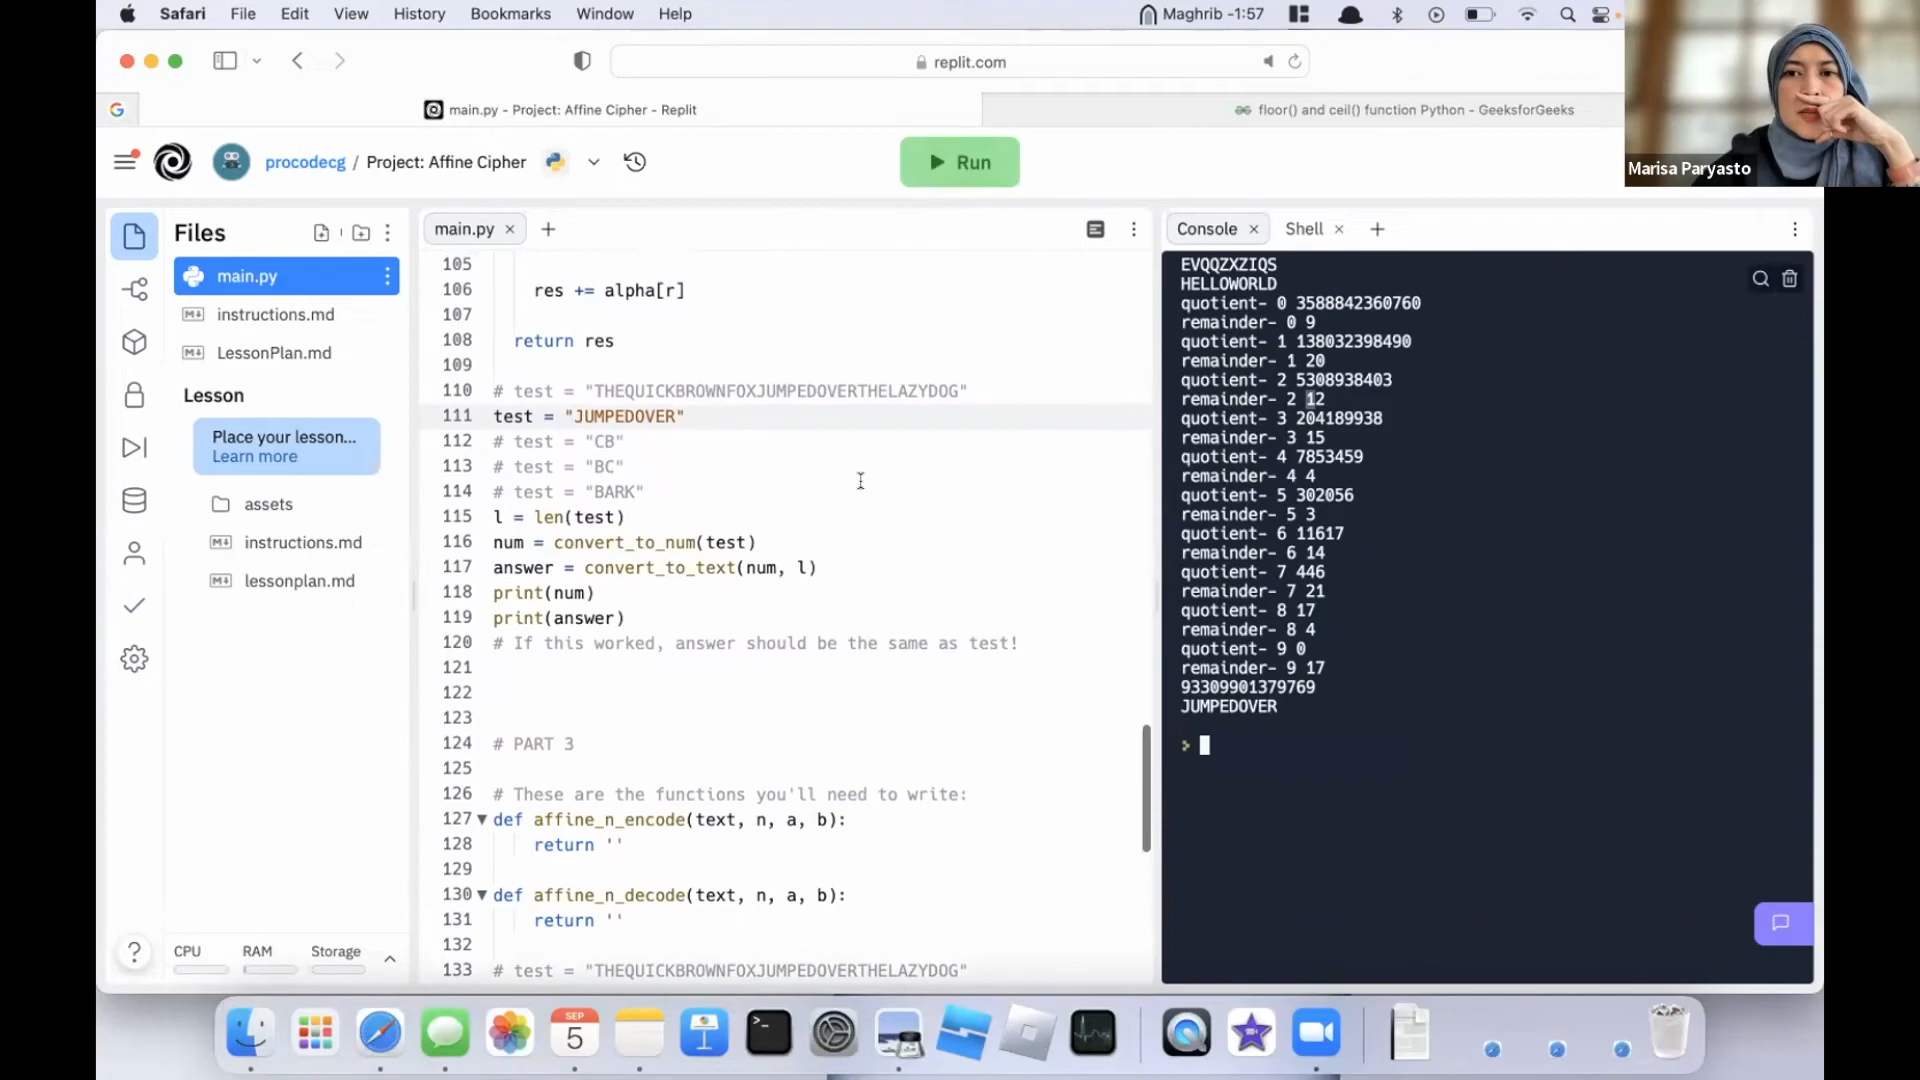 Safari File Edit View History Bookmarks Window Help Maghrib -1:57
replit.com
main.py - Project: Affine Cipher - Replit
floor() and ceil() function Python - GeeksforGeeks
Marisa Paryasto
procodecg / Project: Affine Cipher
Run
Files
main.py
instructions.md
LessonPlan.md
Lesson
Place your lesson...
Learn more
assets
instructions.md
lessonplan.md
CPU RAM Storage
main.py
105
106 res += alpha[r]
107
108 return res
109
110 # test = "THEQUICKBROWNFOXJUMPEDOVERTHELAZYDOG"
111 test = "JUMPEDOVER"
112 # test = "CB"
113 # test = "BC"
114 # test = "BARK"
115 l = len(test)
116 num = convert_to_num(test)
117 answer = convert_to_text(num, l)
118 print(num)
119 print(answer)
120 # If this worked, answer should be the same as test!
121
122
123
124 # PART 3
125
126 # These are the functions you'll need to write:
127 def affine_n_encode(text, n, a, b):
128 return ''
129
130 def affine_n_decode(text, n, a, b):
131 return ''
132
133 # test = "THEQUICKBROWNFOXJUMPEDOVERTHELAZYDOG"
Console Shell
EVQQZXZIQS
HELLOWORLD
quotient- 0 3588842360760
remainder- 0 9
quotient- 1 138032398490
remainder- 1 20
quotient- 2 5308938403
remainder- 2 12
quotient- 3 204189938
remainder- 3 15
quotient- 4 7853459
remainder- 4 4
quotient- 5 302056
remainder- 5 3
quotient- 6 11617
remainder- 6 14
quotient- 7 446
remainder- 7 21
quotient- 8 17
remainder- 8 4
quotient- 9 0
remainder- 9 17
93309901379769
JUMPEDOVER
SEP
5